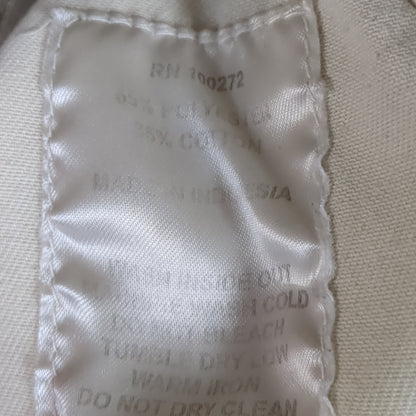 RN 100272
65% POLYESTER
35% COTTON
MADE IN INDONESIA
WASH INSIDE OUT
WASH COLD
DO NOT BLEACH
TUMBLE DRY LOW
WARM IRON
DO NOT DRY CLEAN